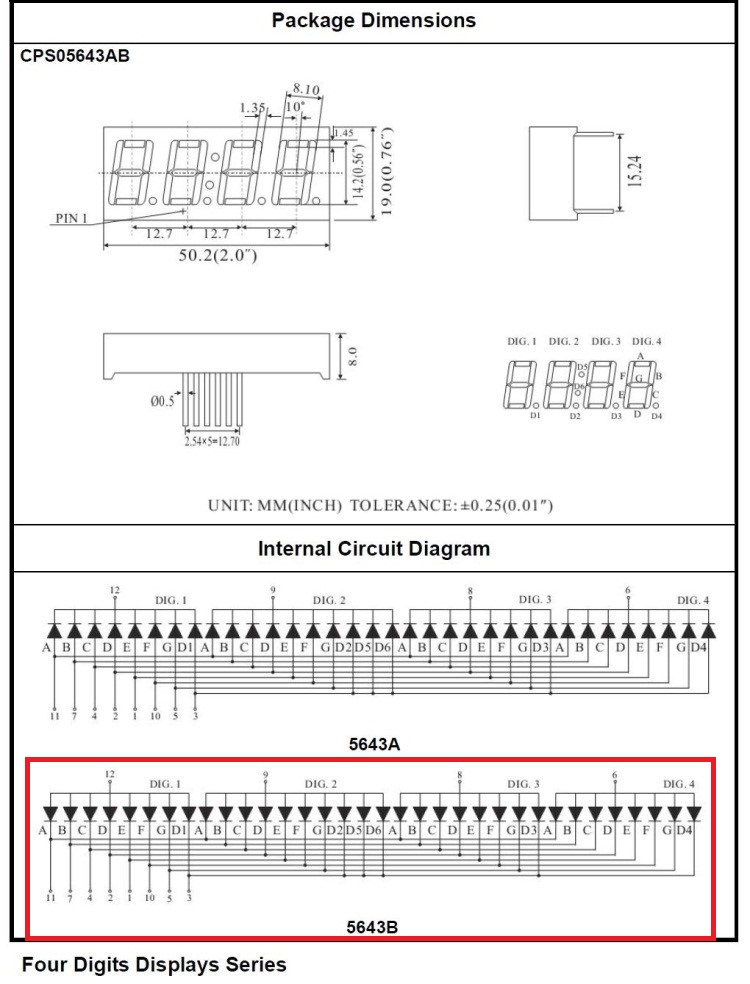 Package Dimensions
CPS05643AB
8.10
1.35 10°
1.45
14.2(0.56")
19.0(0.76")
PIN 1
12.7 12.7 12.7
50.2(2.0")
15.24
8.0
Ø0.5
2.54×5=12.70
DIG. 1 DIG. 2 DIG. 3 DIG. 4
A
D5
F G B
D6
E C
D1 D2 D3 D D4
UNIT: MM(INCH) TOLERANCE: ±0.25(0.01")
Internal Circuit Diagram
12 9 8 6
DIG. 1 DIG. 2 DIG. 3 DIG. 4
A B C D E F G D1 A B C D E F G D2 D5 D6 A B C D E F G D3 A B C D E F G D4
11 7 4 2 1 10 5 3
5643A
12 9 8 6
DIG. 1 DIG. 2 DIG. 3 DIG. 4
A B C D E F G D1 A B C D E F G D2 D5 D6 A B C D E F G D3 A B C D E F G D4
11 7 4 2 1 10 5 3
5643B
Four Digits Displays Series